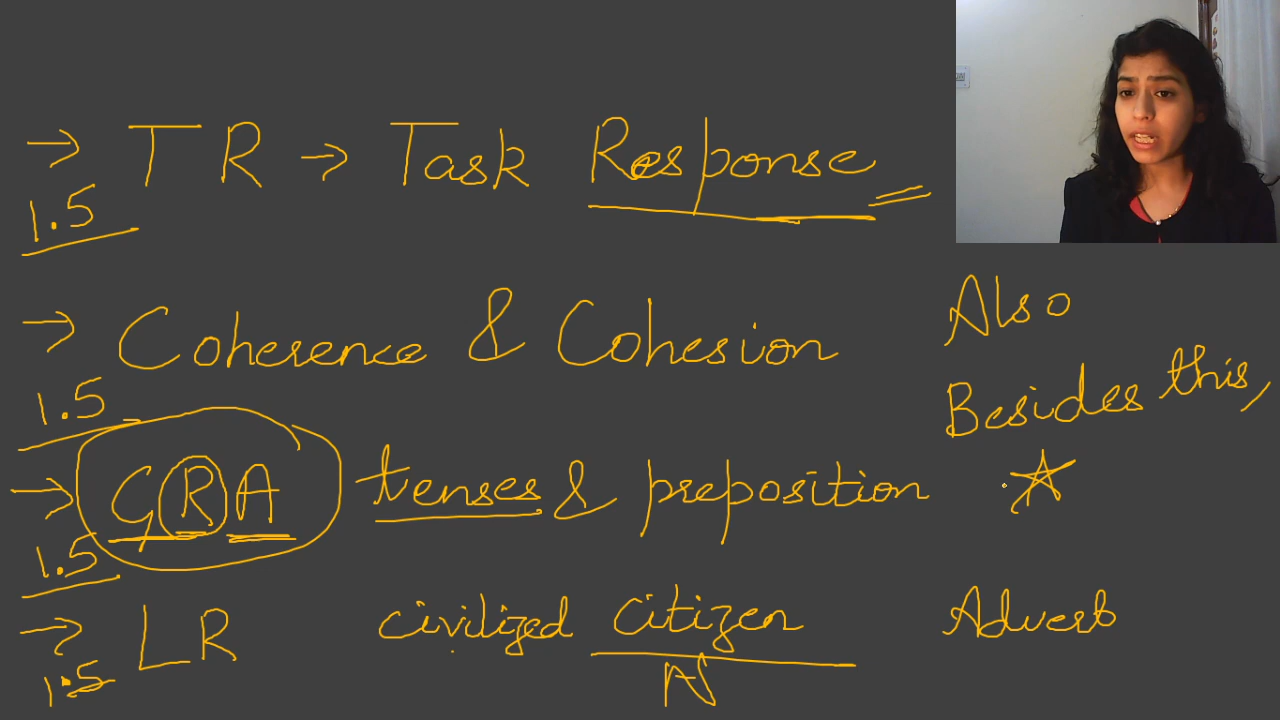 → TR → Task Response
1.5
→ Coherence & Cohesion
Also
1.5
Besides this,
→ GRA tenses & preposition
1.5
→ LR civilized citizen Adverb
1.5 N